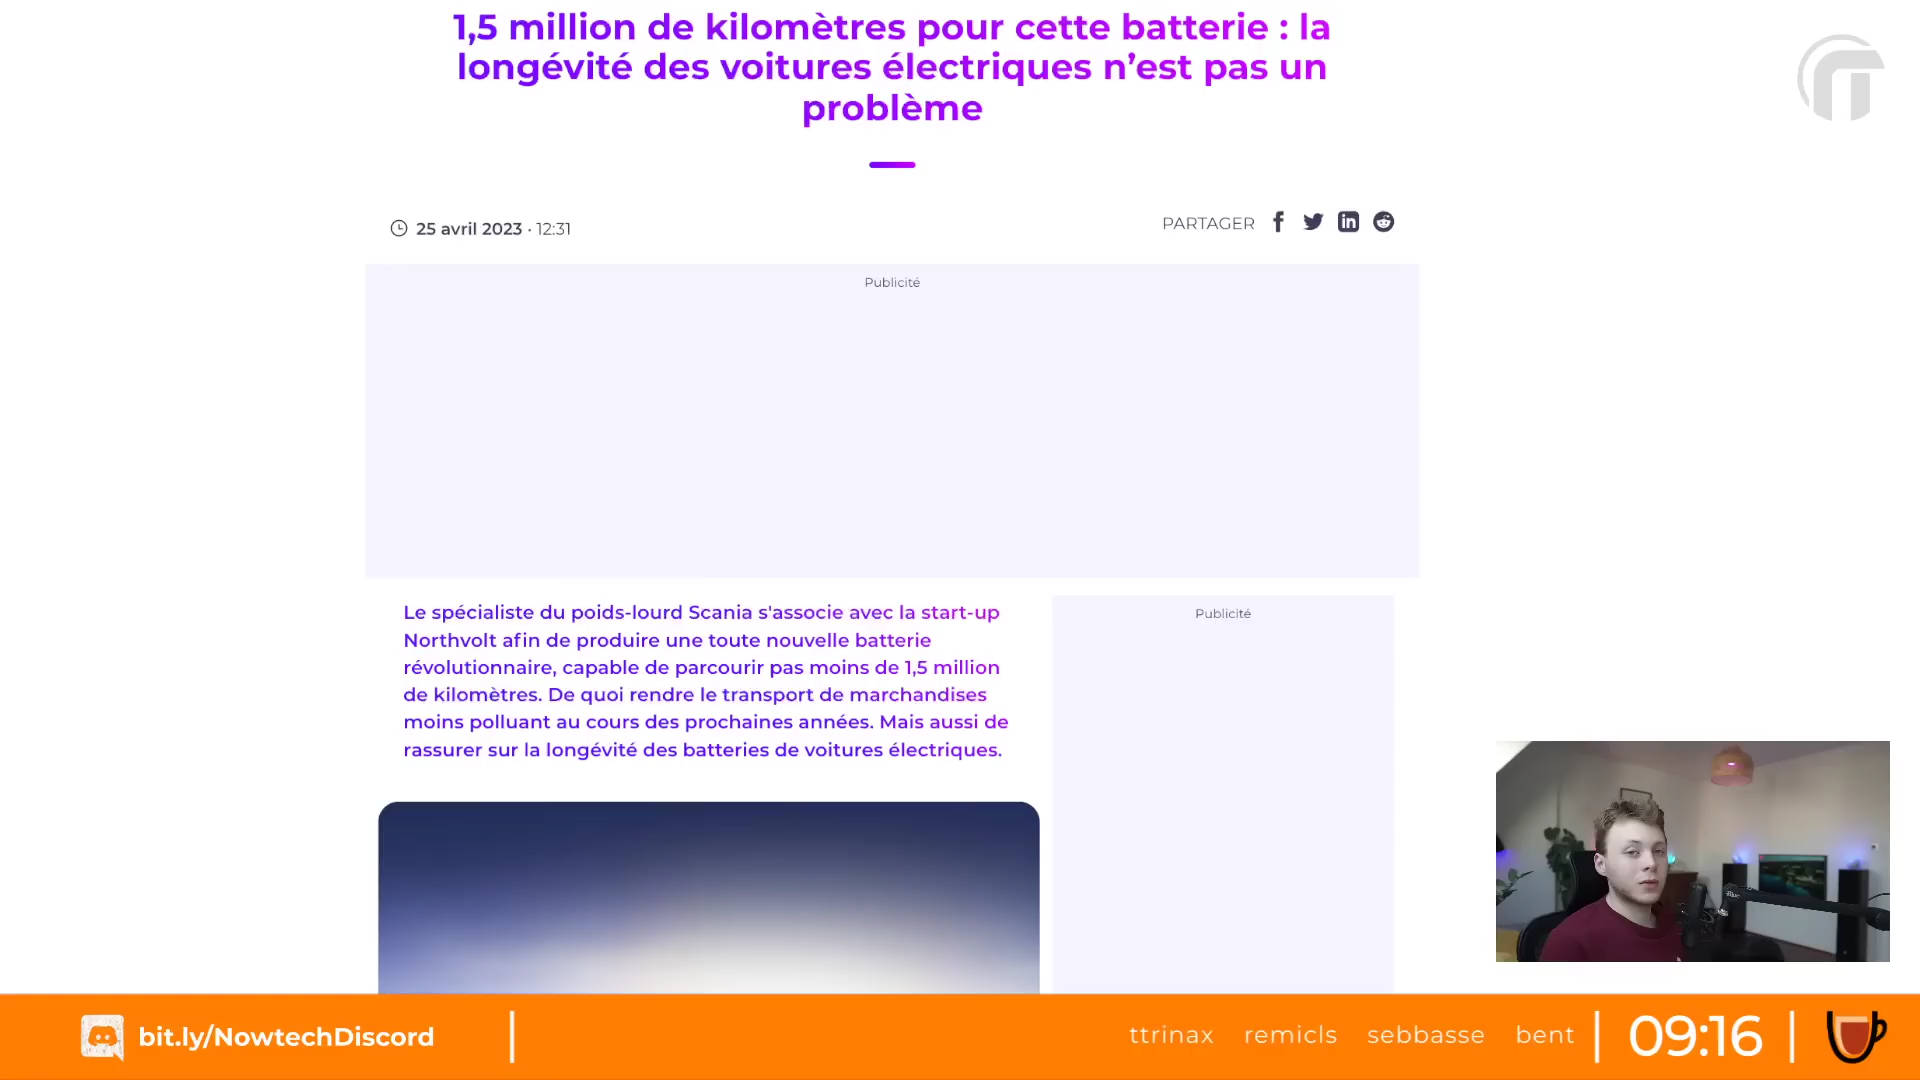 1,5 million de kilomètres pour cette batterie : la
longévité des voitures électriques n’est pas un
problème
25 avril 2023 · 12:31
PARTAGER
Publicité
Le spécialiste du poids-lourd Scania s'associe avec la start-up
Northvolt afin de produire une toute nouvelle batterie
révolutionnaire, capable de parcourir pas moins de 1,5 million
de kilomètres. De quoi rendre le transport de marchandises
moins polluant au cours des prochaines années. Mais aussi de
rassurer sur la longévité des batteries de voitures électriques.
Publicité
bit.ly/NowtechDiscord
ttrinax remicls sebbasse bent
09:16